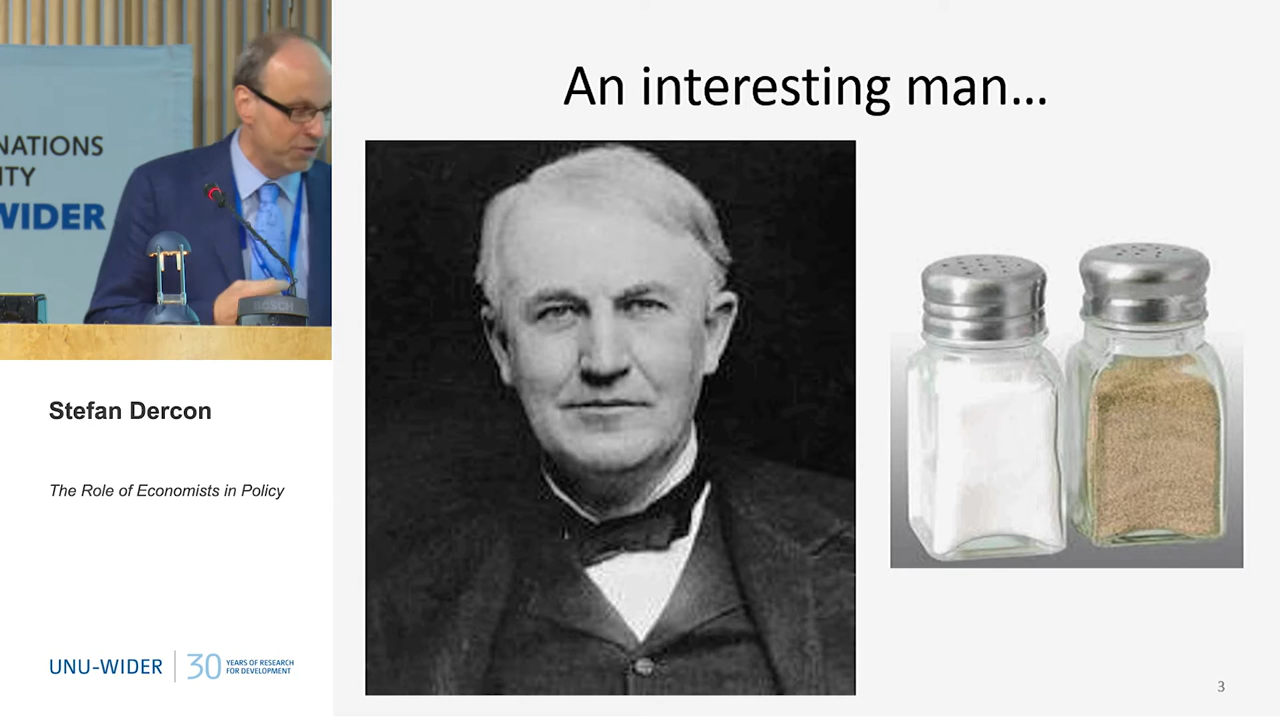 NATIONS
ITY
WIDER
BOSCH
An interesting man...
Stefan Dercon
The Role of Economists in Policy
UNU-WIDER
30 YEARS OF RESEARCH
FOR DEVELOPMENT
3